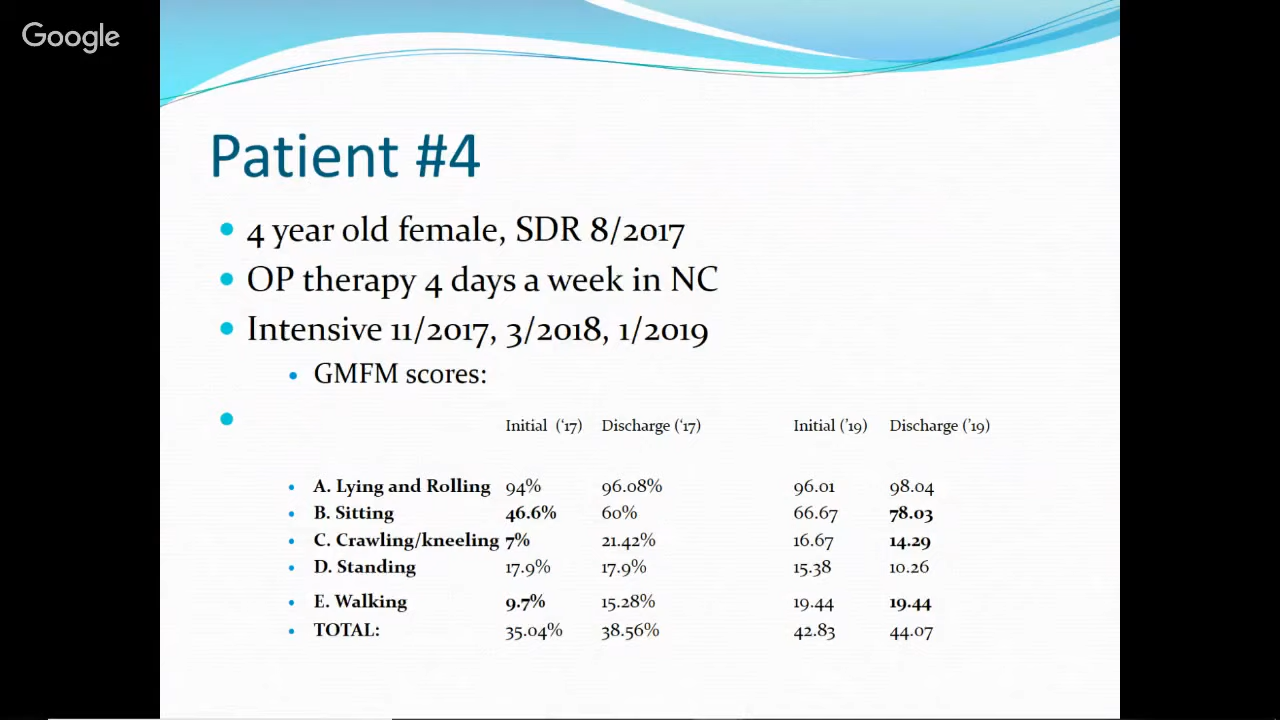 Google
Patient #4
4 year old female, SDR 8/2017
OP therapy 4 days a week in NC
Intensive 11/2017, 3/2018, 1/2019
GMFM scores:
Initial (‘17) Discharge (‘17) Initial (’19) Discharge (’19)
A. Lying and Rolling 94% 96.08% 96.01 98.04
B. Sitting 46.6% 60% 66.67 78.03
C. Crawling/kneeling 7% 21.42% 16.67 14.29
D. Standing 17.9% 17.9% 15.38 10.26
E. Walking 9.7% 15.28% 19.44 19.44
TOTAL: 35.04% 38.56% 42.83 44.07